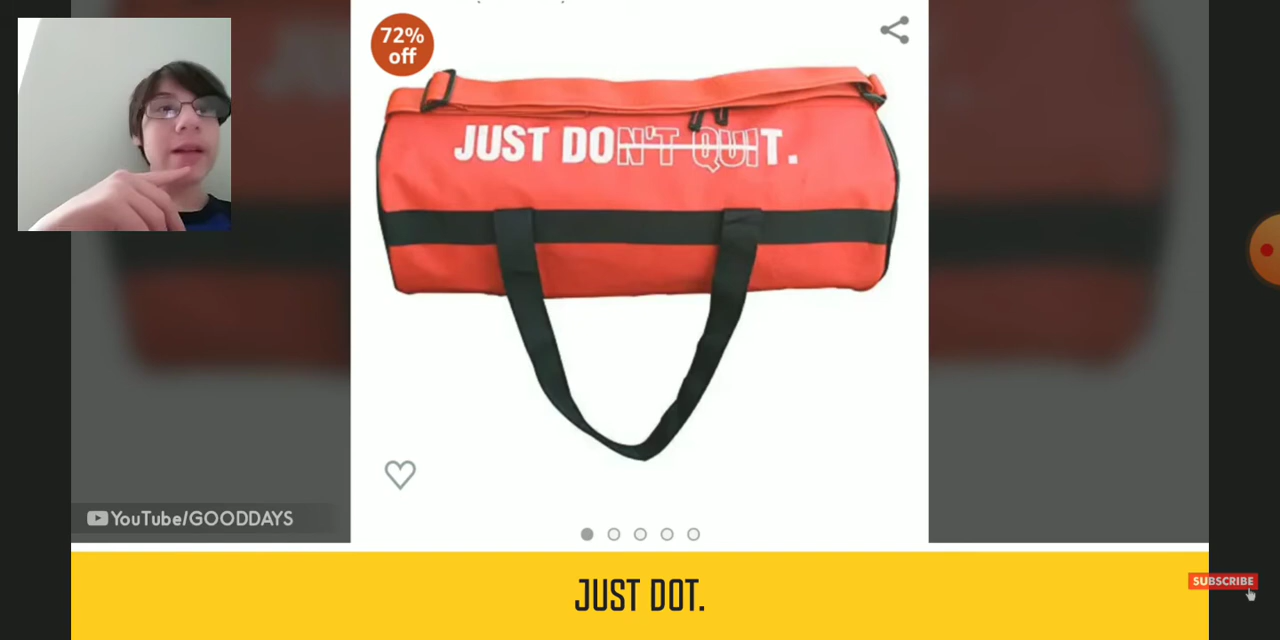 72%
off
JUST DON'T QUIT.
YouTube/GOODDAYS
JUST DOT.
SUBSCRIBE